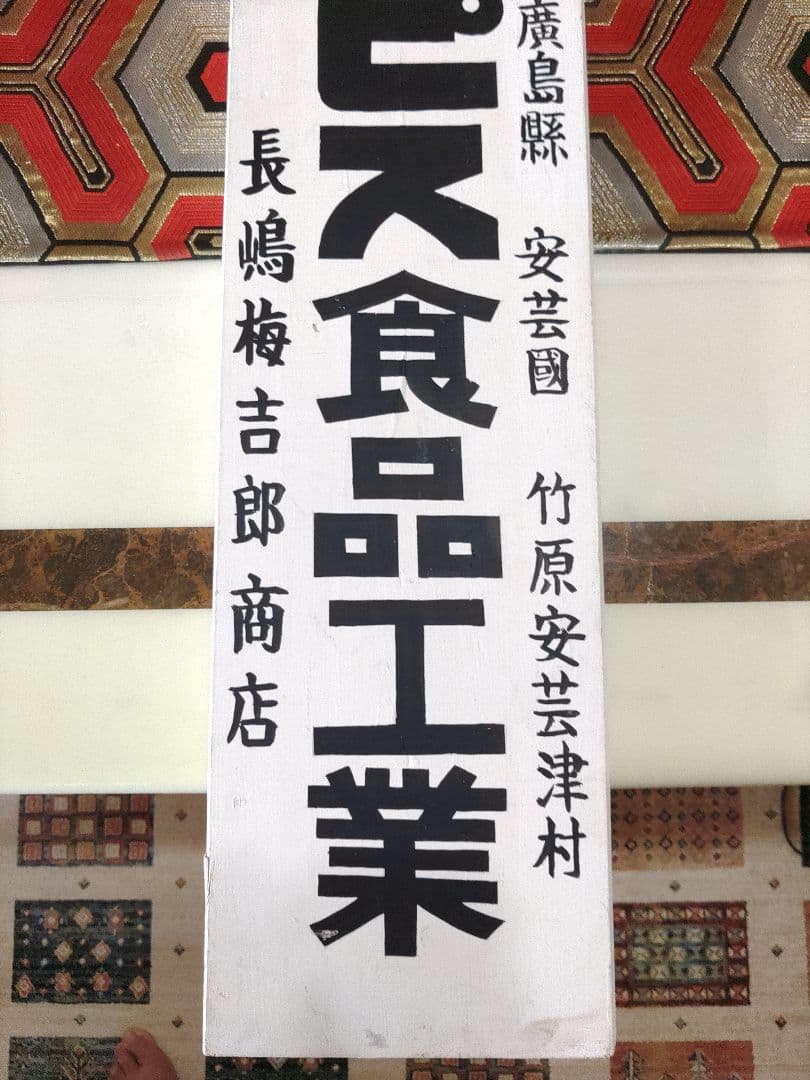 廣島縣 安芸國 竹原安芸津村
ピス食品工業
長嶋梅吉郎商店